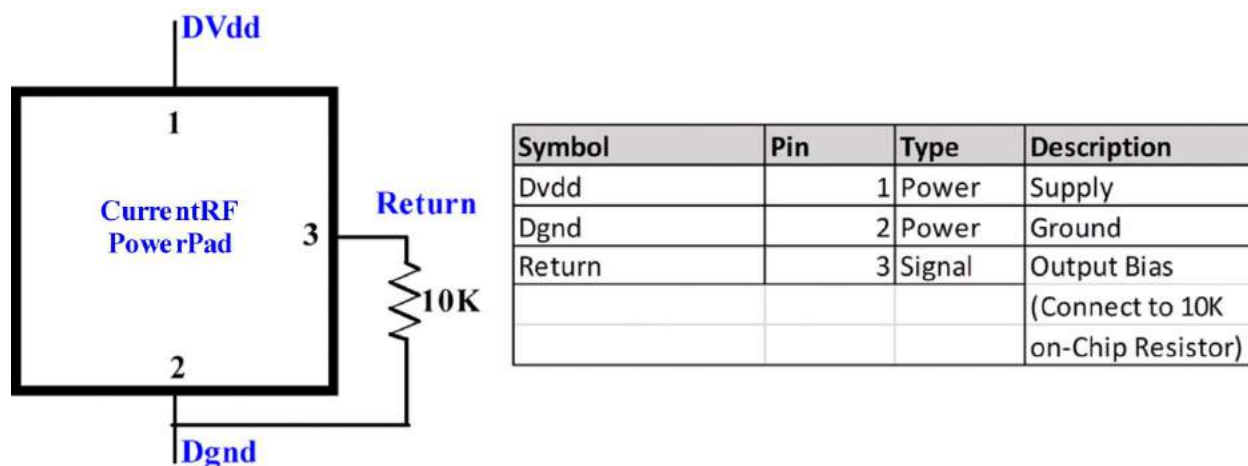 DVdd
1
CurrentRF
PowerPad
Return
3
10K
2
Dgnd
Symbol Pin Type Description
Dvdd 1 Power Supply
Dgnd 2 Power Ground
Return 3 Signal Output Bias
(Connect to 10K
on-Chip Resistor)